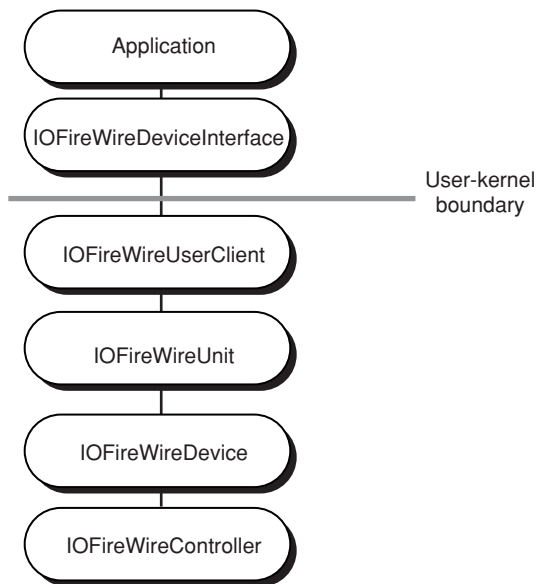 Application
IOFireWireDeviceInterface
User-kernel
boundary
IOFireWireUserClient
IOFireWireUnit
IOFireWireDevice
IOFireWireController